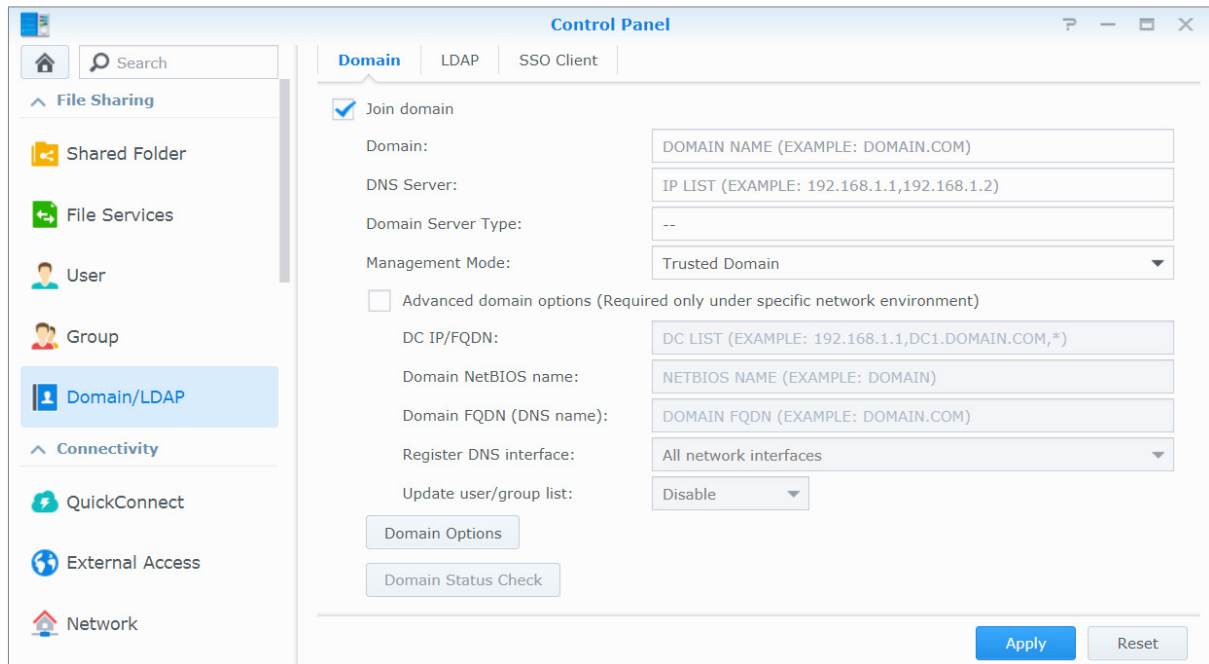 Control Panel
Search
File Sharing
Shared Folder
File Services
User
Group
Domain/LDAP
Connectivity
QuickConnect
External Access
Network
Domain LDAP SSO Client
Join domain
Domain: DOMAIN NAME (EXAMPLE: DOMAIN.COM)
DNS Server: IP LIST (EXAMPLE: 192.168.1.1,192.168.1.2)
Domain Server Type: --
Management Mode: Trusted Domain
Advanced domain options (Required only under specific network environment)
DC IP/FQDN: DC LIST (EXAMPLE: 192.168.1.1,DC1.DOMAIN.COM,*)
Domain NetBIOS name: NETBIOS NAME (EXAMPLE: DOMAIN)
Domain FQDN (DNS name): DOMAIN FQDN (EXAMPLE: DOMAIN.COM)
Register DNS interface: All network interfaces
Update user/group list: Disable
Domain Options
Domain Status Check
Apply Reset